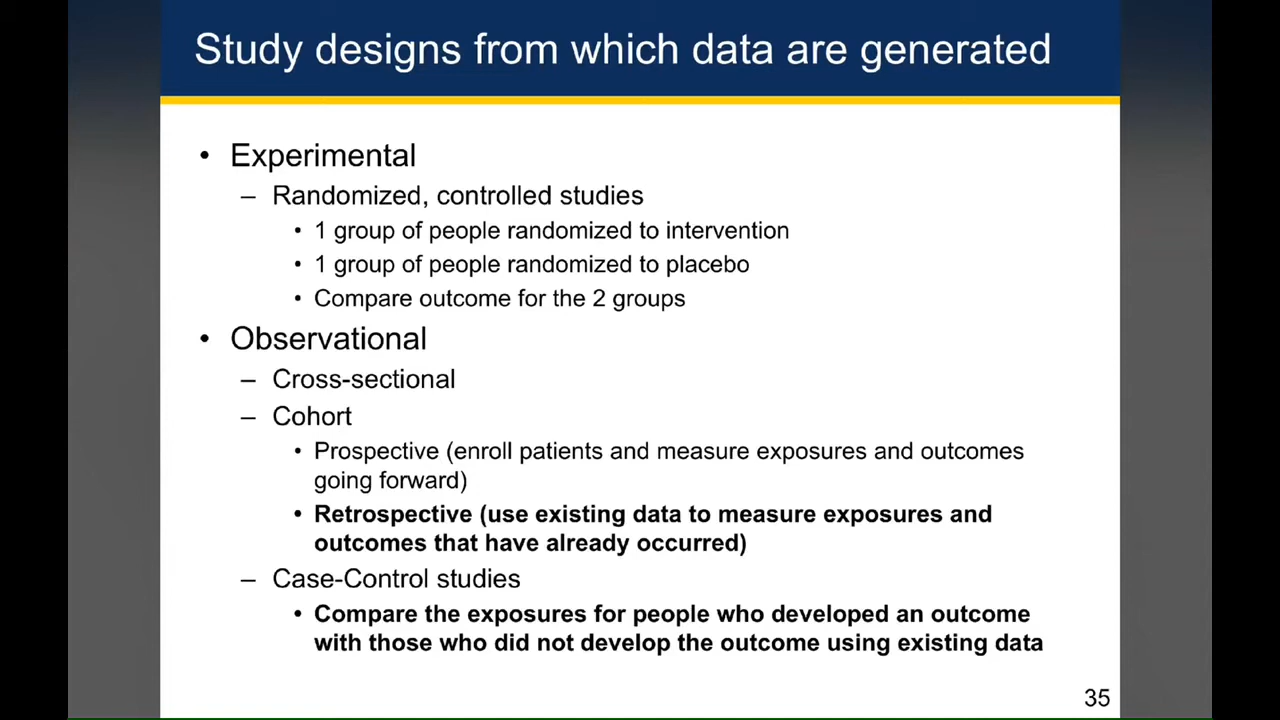 Study designs from which data are generated
• Experimental
– Randomized, controlled studies
• 1 group of people randomized to intervention
• 1 group of people randomized to placebo
• Compare outcome for the 2 groups
• Observational
– Cross-sectional
– Cohort
• Prospective (enroll patients and measure exposures and outcomes
going forward)
• Retrospective (use existing data to measure exposures and
outcomes that have already occurred)
– Case-Control studies
• Compare the exposures for people who developed an outcome
with those who did not develop the outcome using existing data
35